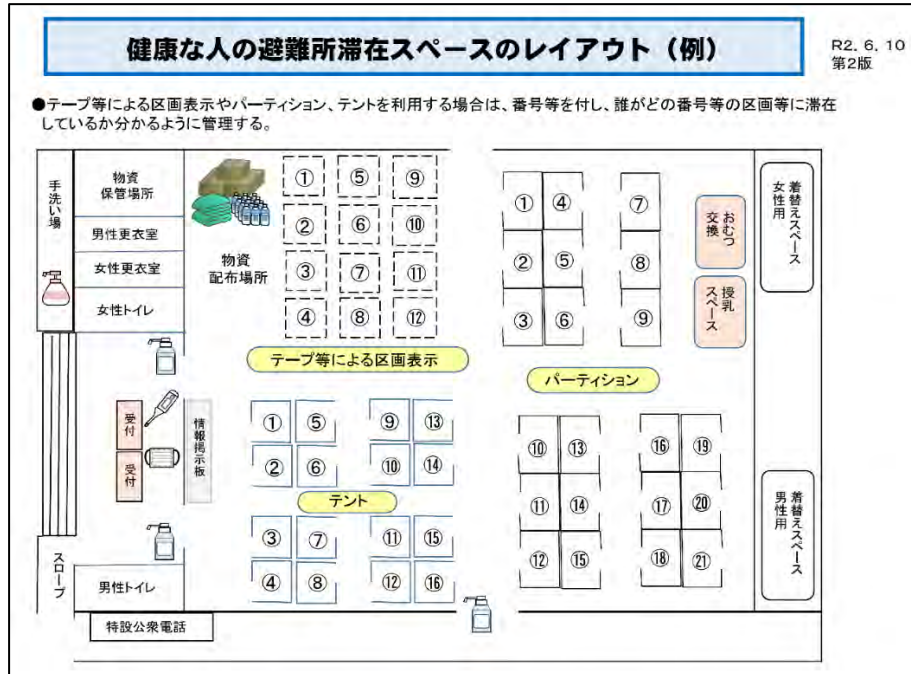 健康な人の避難所滞在スペースのレイアウト（例）
R2. 6. 10
第2版
●テープ等による区画表示やパーティション、テントを利用する場合は、番号等を付し、誰がどの番号等の区画等に滞在
しているか分かるように管理する。
手洗い場
物資
保管場所
男性更衣室
女性更衣室
女性トイレ
物資
配布場所
① ⑤ ⑨
② ⑥ ⑩
③ ⑦ ⑪
④ ⑧ ⑫
テープ等による区画表示
① ④ ⑦
② ⑤ ⑧
③ ⑥ ⑨
おむつ
交換
授乳
スペース
着替えスペース
女性用
パーティション
受付
受付
情報掲示板
① ⑤ ⑨ ⑬
② ⑥ ⑩ ⑭
テント
③ ⑦ ⑪ ⑮
④ ⑧ ⑫ ⑯
⑩ ⑬ ⑯ ⑲
⑪ ⑭ ⑰ ⑳
⑫ ⑮ ⑱ ㉑
着替えスペース
男性用
スロープ
男性トイレ
特設公衆電話